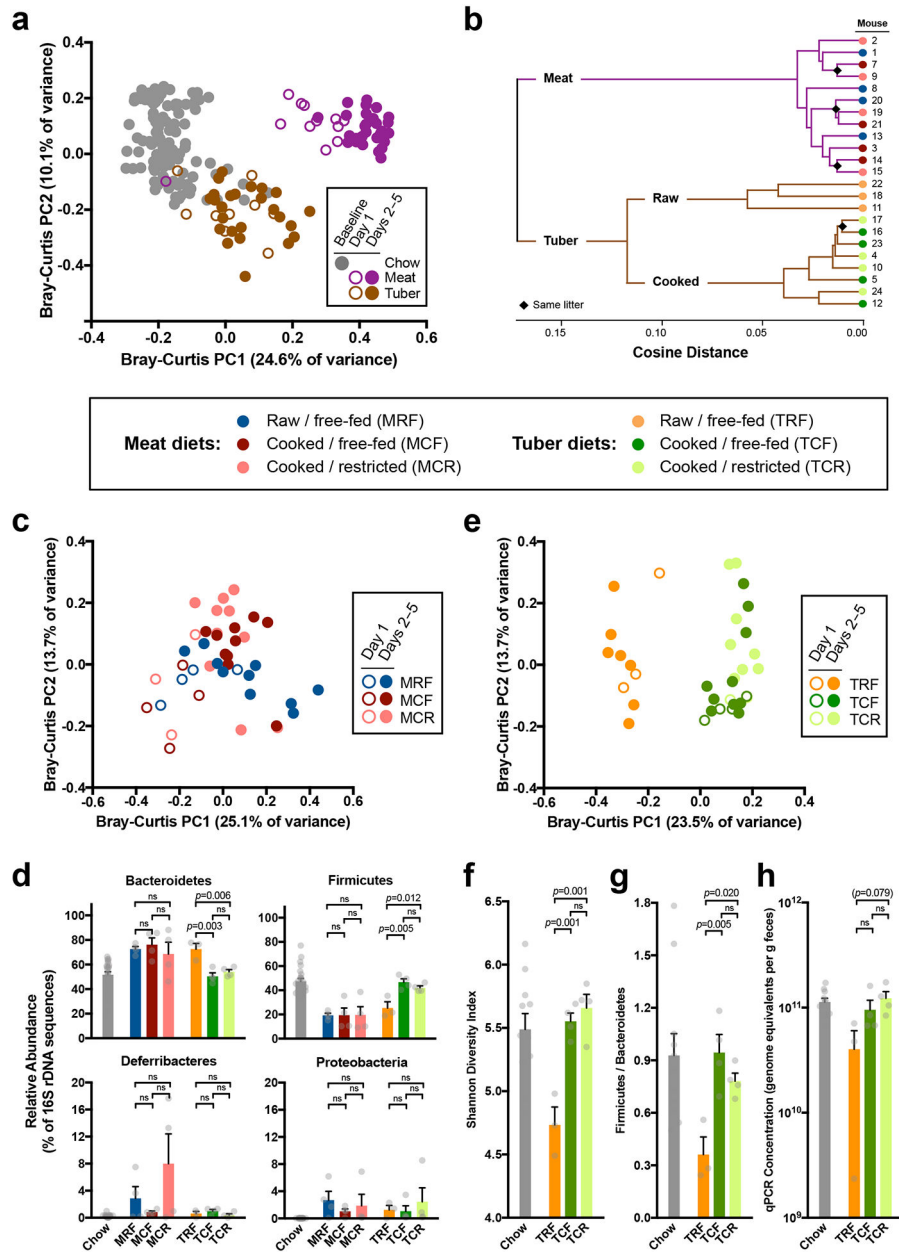 a
0.4
0.2
0.0
-0.2
-0.4
Bray-Curtis PC2 (10.1% of variance)
-0.4
-0.2
0.0
0.2
0.4
0.6
Bray-Curtis PC1 (24.6% of variance)
Baseline
Day 1
Days 2–5
Chow
Meat
Tuber
b
Mouse
2
1
7
9
8
20
19
21
13
3
14
15
22
18
11
17
16
23
4
10
5
24
12
Meat
Raw
Tuber
Cooked
Same litter
0.15
0.10
0.05
0.00
Cosine Distance
Meat diets:
Raw / free-fed (MRF)
Cooked / free-fed (MCF)
Cooked / restricted (MCR)
Tuber diets:
Raw / free-fed (TRF)
Cooked / free-fed (TCF)
Cooked / restricted (TCR)
c
0.4
0.2
0.0
-0.2
-0.4
Bray-Curtis PC2 (13.7% of variance)
-0.6
-0.4
-0.2
0.0
0.2
0.4
0.6
Bray-Curtis PC1 (25.1% of variance)
Day 1
Days 2–5
MRF
MCF
MCR
e
0.4
0.2
0.0
-0.2
-0.4
Bray-Curtis PC2 (13.7% of variance)
-0.6
-0.4
-0.2
0.0
0.2
0.4
Bray-Curtis PC1 (23.5% of variance)
Day 1
Days 2–5
TRF
TCF
TCR
d
Relative Abundance
(% of 16S rDNA sequences)
Bacteroidetes
100
80
60
40
20
0
ns
ns
ns
p=0.006
ns
p=0.003
Firmicutes
100
80
60
40
20
0
ns
ns
ns
p=0.012
ns
p=0.005
Deferribacteres
20
15
10
5
0
ns
ns
ns
ns
ns
ns
Chow
MRF
MCF
MCR
TRF
TCF
TCR
Proteobacteria
20
15
10
5
0
ns
ns
ns
ns
ns
ns
Chow
MRF
MCF
MCR
TRF
TCF
TCR
f
Shannon Diversity Index
6.5
6.0
5.5
5.0
4.5
4.0
p=0.001
ns
p=0.001
Chow
TRF
TCF
TCR
g
Firmicutes / Bacteroidetes
1.8
1.5
1.2
0.9
0.6
0.3
0.0
p=0.020
ns
p=0.005
Chow
TRF
TCF
TCR
h
qPCR Concentration (genome equivalents per g feces)
10¹²
10¹¹
10¹⁰
10⁹
(p=0.079)
ns
ns
Chow
TRF
TCF
TCR